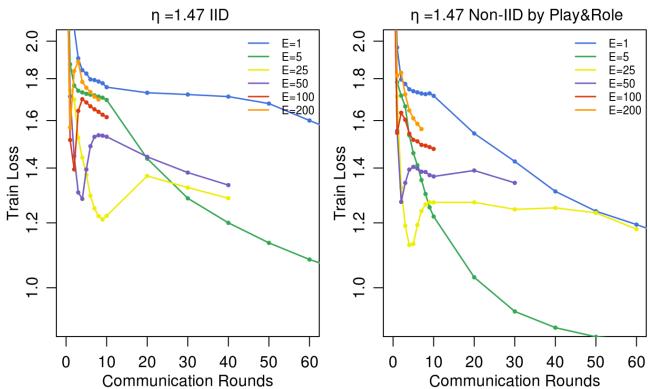 η =1.47 IID
Train Loss
2.0
1.8
1.6
1.4
1.2
1.0
E=1
E=5
E=25
E=50
E=100
E=200
0 10 20 30 40 50 60
Communication Rounds
η =1.47 Non-IID by Play&Role
Train Loss
2.0
1.8
1.6
1.4
1.2
1.0
E=1
E=5
E=25
E=50
E=100
E=200
0 10 20 30 40 50 60
Communication Rounds